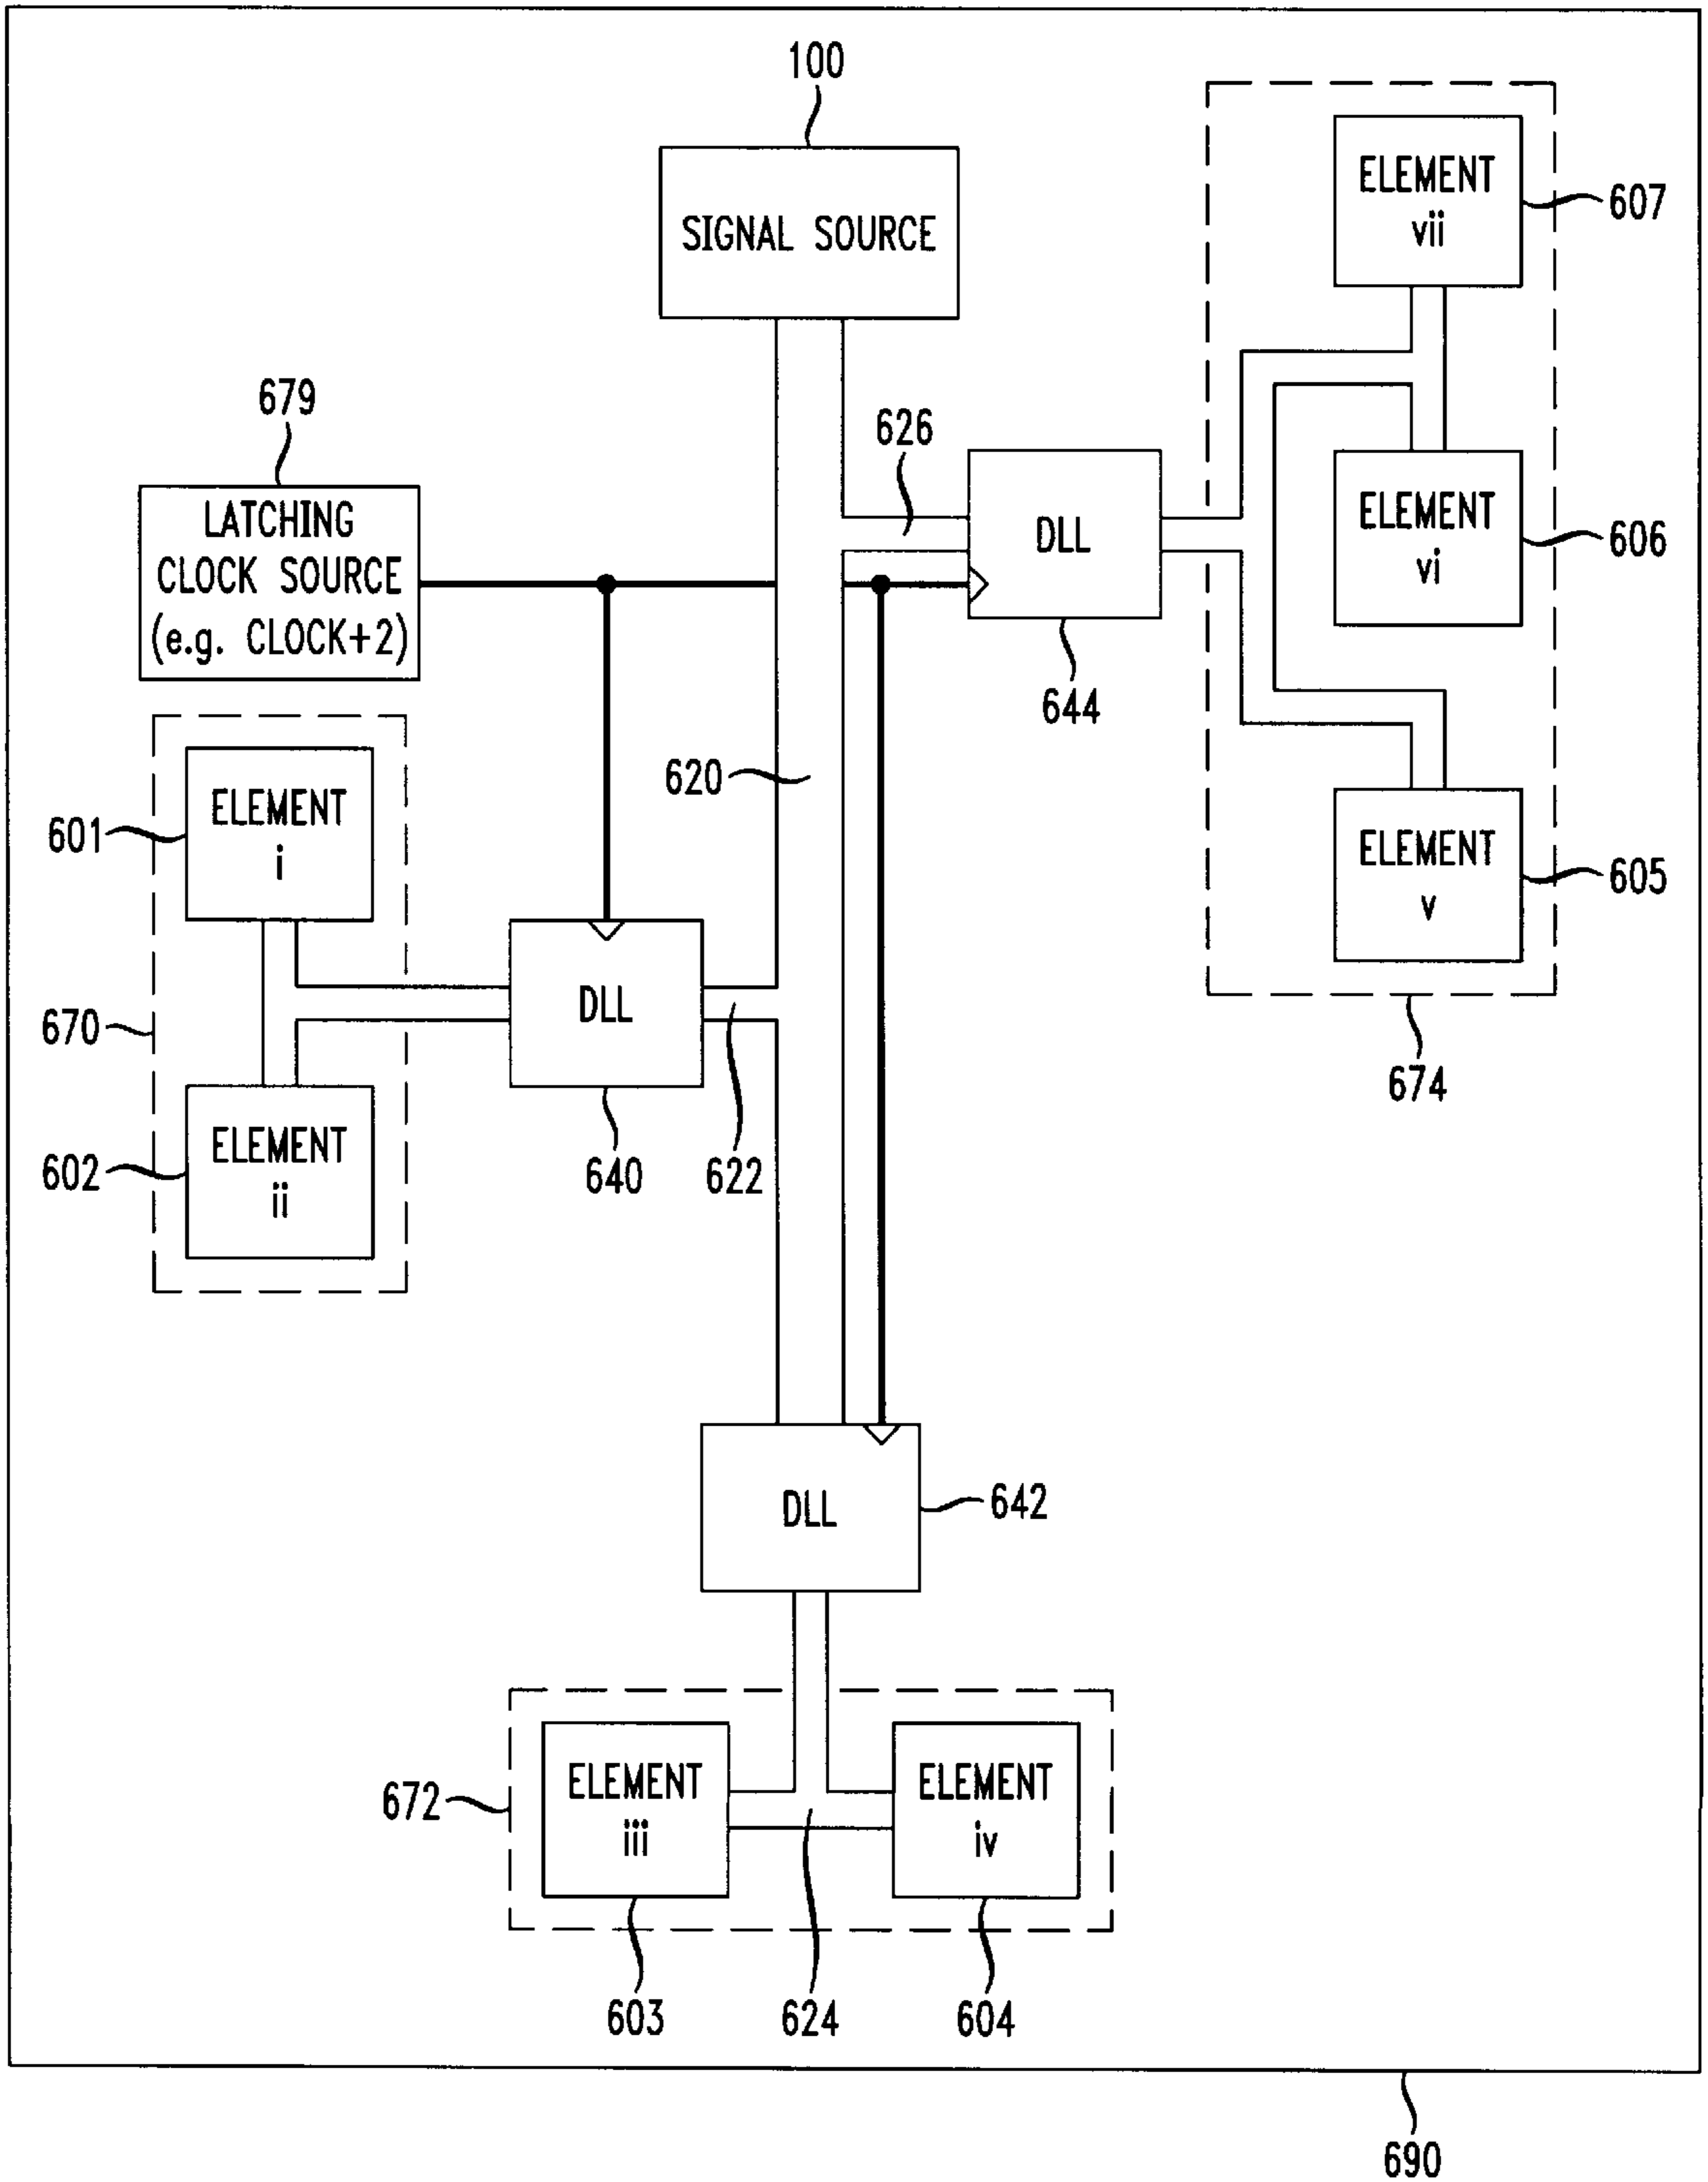 100
SIGNAL SOURCE
ELEMENT
vii
607
679
LATCHING
CLOCK SOURCE
(e.g. CLOCK+2)
626
DLL
644
ELEMENT
vi
606
620
ELEMENT
v
605
674
601
ELEMENT
i
670
DLL
640
622
602
ELEMENT
ii
DLL
642
672
ELEMENT
iii
ELEMENT
iv
603
624
604
690